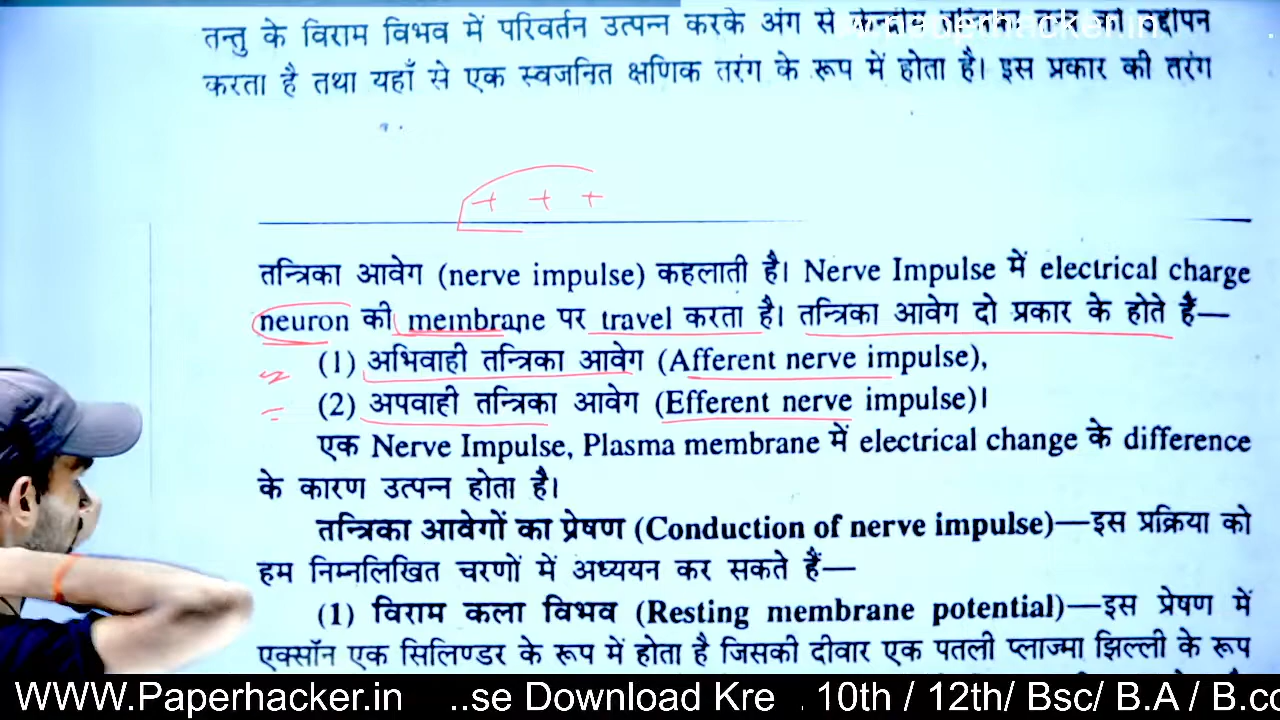 तन्तु के विराम विभव में परिवर्तन उत्पन्न करके अंग से केन्द्रीय को उद्दीपन
करता है तथा यहाँ से एक स्वजनित क्षणिक तरंग के रूप में होता है। इस प्रकार की तरंग
+ + +
तन्त्रिका आवेग (nerve impulse) कहलाती है। Nerve Impulse में electrical charge
neuron की membrane पर travel करता है। तन्त्रिका आवेग दो प्रकार के होते हैं—
(1) अभिवाही तन्त्रिका आवेग (Afferent nerve impulse),
(2) अपवाही तन्त्रिका आवेग (Efferent nerve impulse)।
एक Nerve Impulse, Plasma membrane में electrical change के difference
के कारण उत्पन्न होता है।
तन्त्रिका आवेगों का प्रेषण (Conduction of nerve impulse)—इस प्रक्रिया को
हम निम्नलिखित चरणों में अध्ययन कर सकते हैं—
(1) विराम कला विभव (Resting membrane potential)—इस प्रेषण में
एक्सॉन एक सिलिण्डर के रूप में होता है जिसकी दीवार एक पतली प्लाज्मा झिल्ली के रूप
WWW.Paperhacker.in ..se Download Kre . 10th / 12th/ Bsc/ B.A / B.co